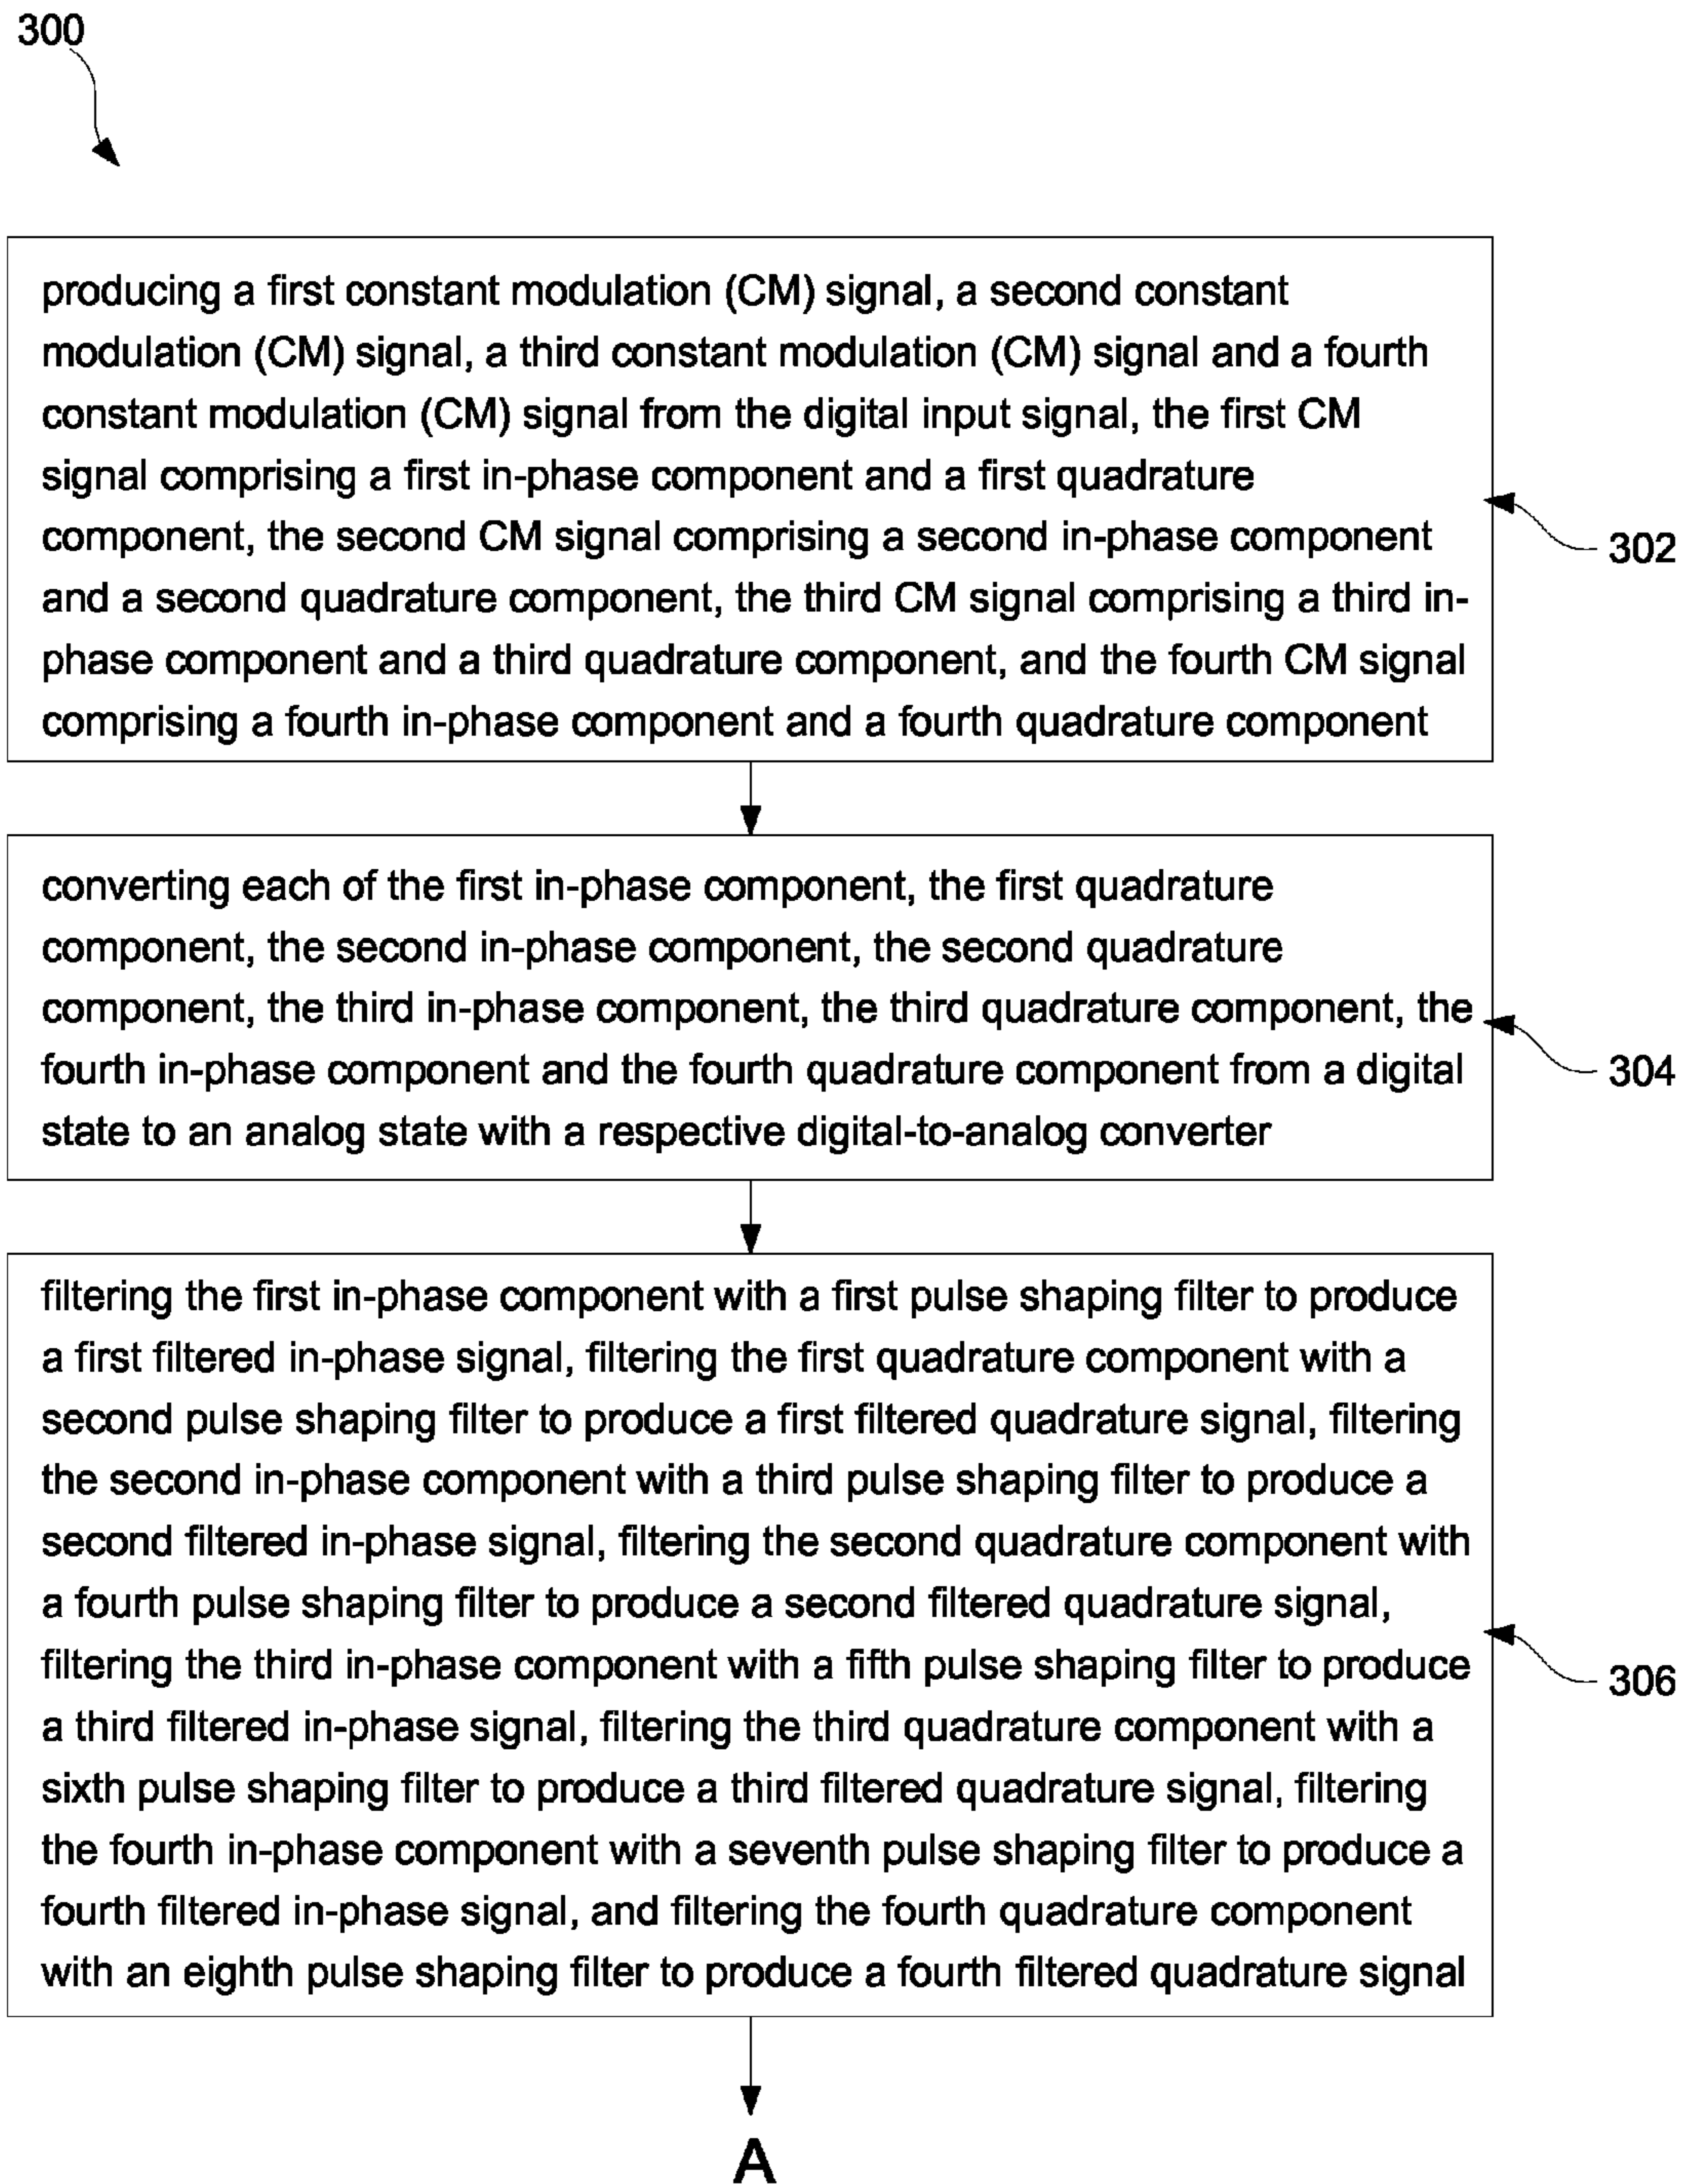 300
producing a first constant modulation (CM) signal, a second constant
modulation (CM) signal, a third constant modulation (CM) signal and a fourth
constant modulation (CM) signal from the digital input signal, the first CM
signal comprising a first in-phase component and a first quadrature
component, the second CM signal comprising a second in-phase component
and a second quadrature component, the third CM signal comprising a third in-
phase component and a third quadrature component, and the fourth CM signal
comprising a fourth in-phase component and a fourth quadrature component
302
converting each of the first in-phase component, the first quadrature
component, the second in-phase component, the second quadrature
component, the third in-phase component, the third quadrature component, the
fourth in-phase component and the fourth quadrature component from a digital
state to an analog state with a respective digital-to-analog converter
304
filtering the first in-phase component with a first pulse shaping filter to produce
a first filtered in-phase signal, filtering the first quadrature component with a
second pulse shaping filter to produce a first filtered quadrature signal, filtering
the second in-phase component with a third pulse shaping filter to produce a
second filtered in-phase signal, filtering the second quadrature component with
a fourth pulse shaping filter to produce a second filtered quadrature signal,
filtering the third in-phase component with a fifth pulse shaping filter to produce
a third filtered in-phase signal, filtering the third quadrature component with a
sixth pulse shaping filter to produce a third filtered quadrature signal, filtering
the fourth in-phase component with a seventh pulse shaping filter to produce a
fourth filtered in-phase signal, and filtering the fourth quadrature component
with an eighth pulse shaping filter to produce a fourth filtered quadrature signal
306
A